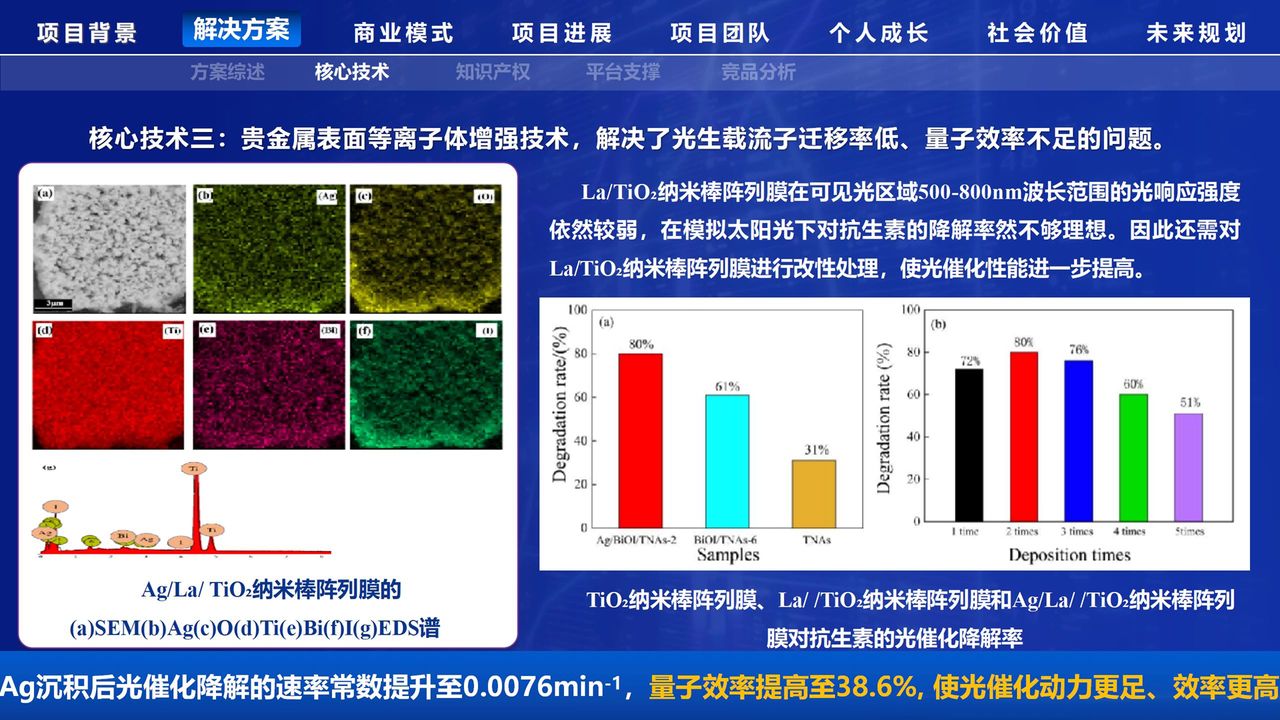 项目背景 解决方案 商业模式 项目进展 项目团队 个人成长 社会价值 未来规划
方案综述 核心技术 知识产权 平台支撑 竞品分析
核心技术三：贵金属表面等离子体增强技术，解决了光生载流子迁移率低、量子效率不足的问题。
(a) (b) (Ag) (c) (O)
3μm
(d) (Ti) (e) (BI) (f) (I)
(g)
Ti
I
Ti
Bi Ag I
Ag/La/ TiO₂纳米棒阵列膜的
(a)SEM(b)Ag(c)O(d)Ti(e)Bi(f)I(g)EDS谱
La/TiO₂纳米棒阵列膜在可见光区域500-800nm波长范围的光响应强度
依然较弱，在模拟太阳光下对抗生素的降解率然不够理想。因此还需对
La/TiO₂纳米棒阵列膜进行改性处理，使光催化性能进一步提高。
(a)
Degradation rate/(%)
100
80
60
40
20
0
80%
61%
31%
Ag/BiOI/TNAs-2 BiOI/TNAs-6 TNAs
Samples
(b)
Degradation rate (%)
100
80
60
40
20
0
72%
80%
76%
60%
51%
1 time 2 times 3 times 4 times 5times
Deposition times
TiO₂纳米棒阵列膜、La/ /TiO₂纳米棒阵列膜和Ag/La/ /TiO₂纳米棒阵列
膜对抗生素的光催化降解率
Ag沉积后光催化降解的速率常数提升至0.0076min⁻¹，量子效率提高至38.6%, 使光催化动力更足、效率更高